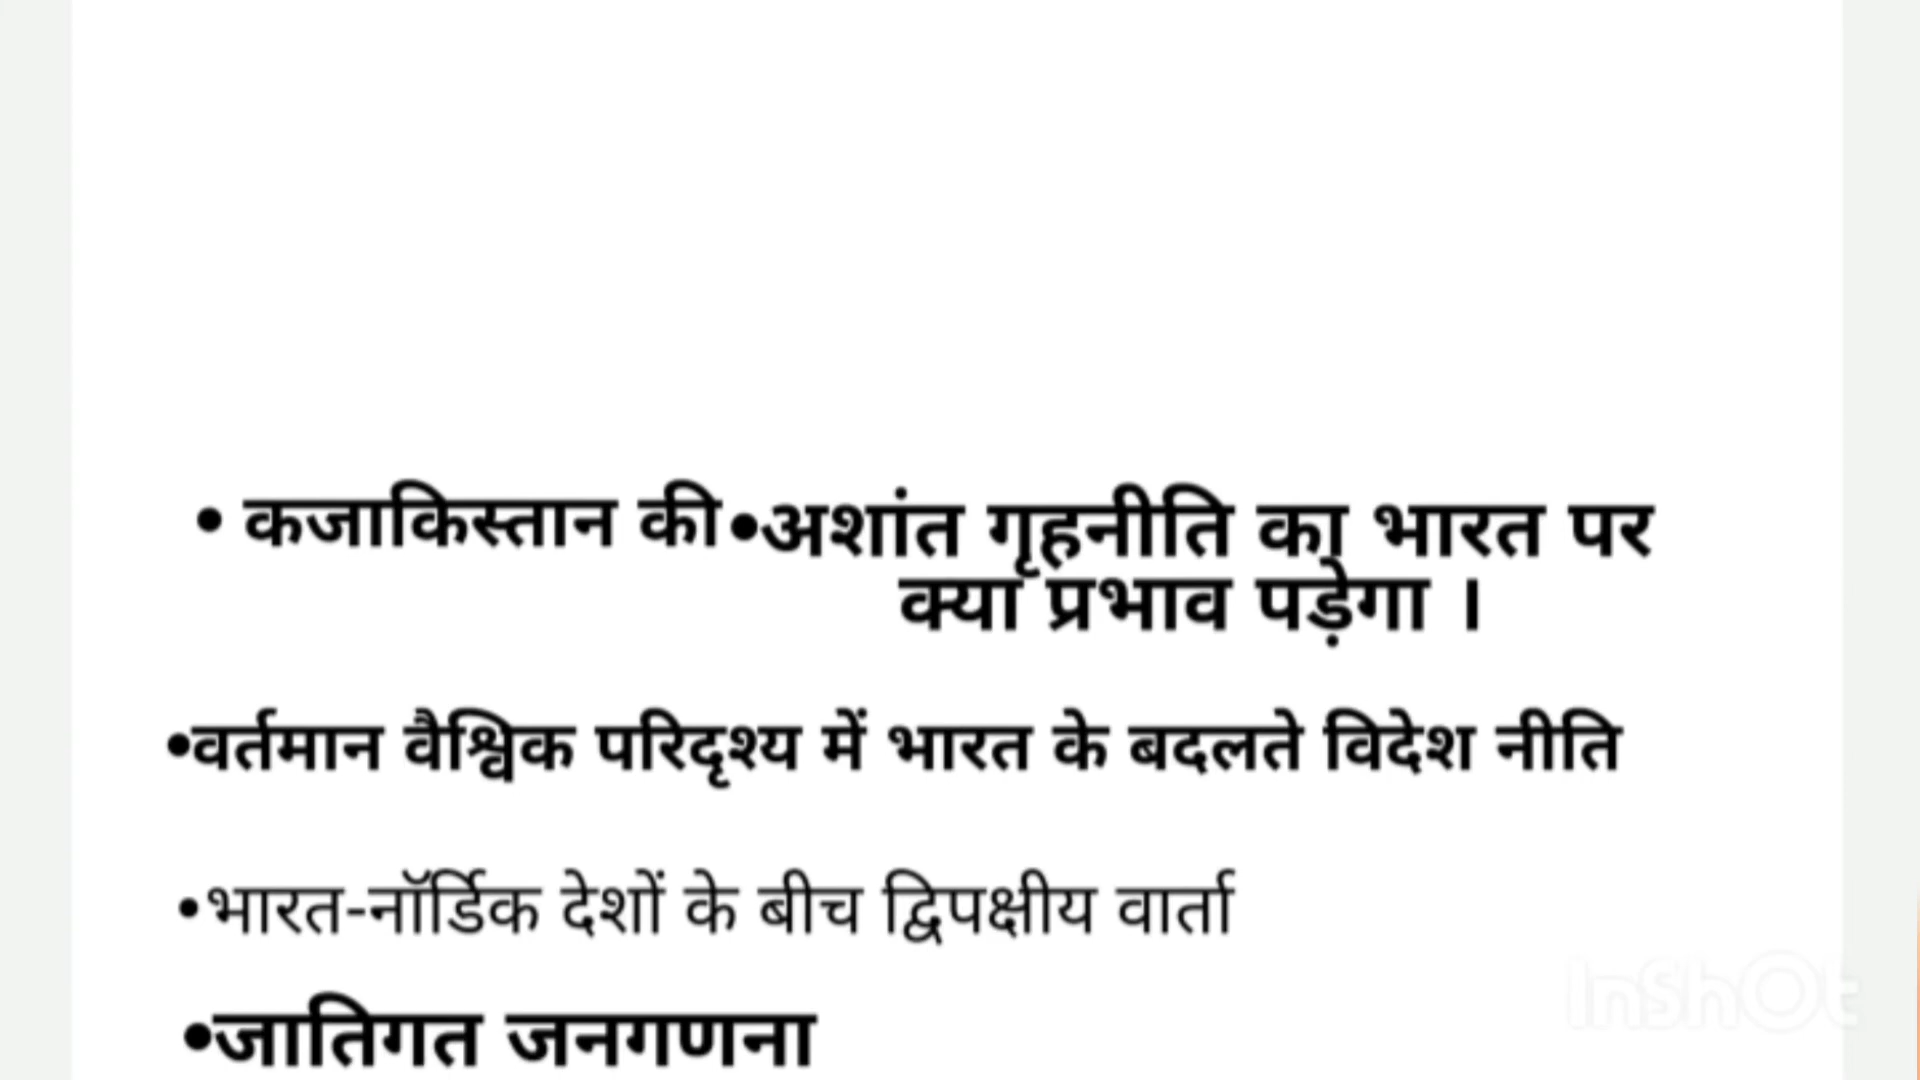 • कजाकिस्तान की •अशांत गृहनीति का भारत पर
क्या प्रभाव पड़ेगा ।
•वर्तमान वैश्विक परिदृश्य में भारत के बदलते विदेश नीति
•भारत-नॉर्डिक देशों के बीच द्विपक्षीय वार्ता
•जातिगत जनगणना
InShOt